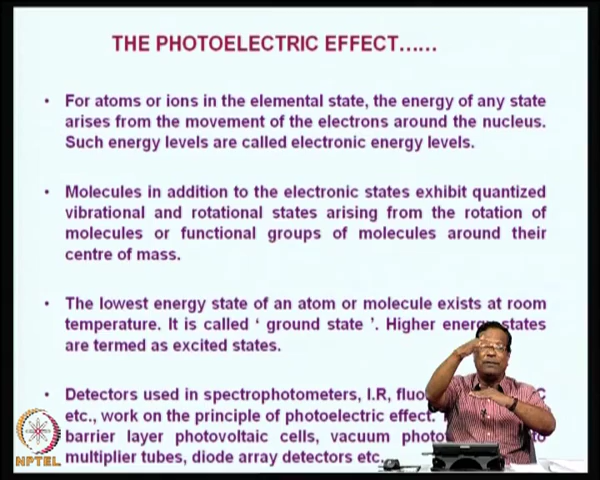 THE PHOTOELECTRIC EFFECT……
• For atoms or ions in the elemental state, the energy of any state
arises from the movement of the electrons around the nucleus.
Such energy levels are called electronic energy levels.
• Molecules in addition to the electronic states exhibit quantized
vibrational and rotational states arising from the rotation of
molecules or functional groups of molecules around their
centre of mass.
• The lowest energy state of an atom or molecule exists at room
temperature. It is called ‘ ground state ’. Higher energy states
are termed as excited states.
• Detectors used in spectrophotometers, I.R,
etc., work on the principle of photoelectric effect.
barrier layer photovoltaic cells, vacuum
multiplier tubes, diode array detectors etc.
NPTEL